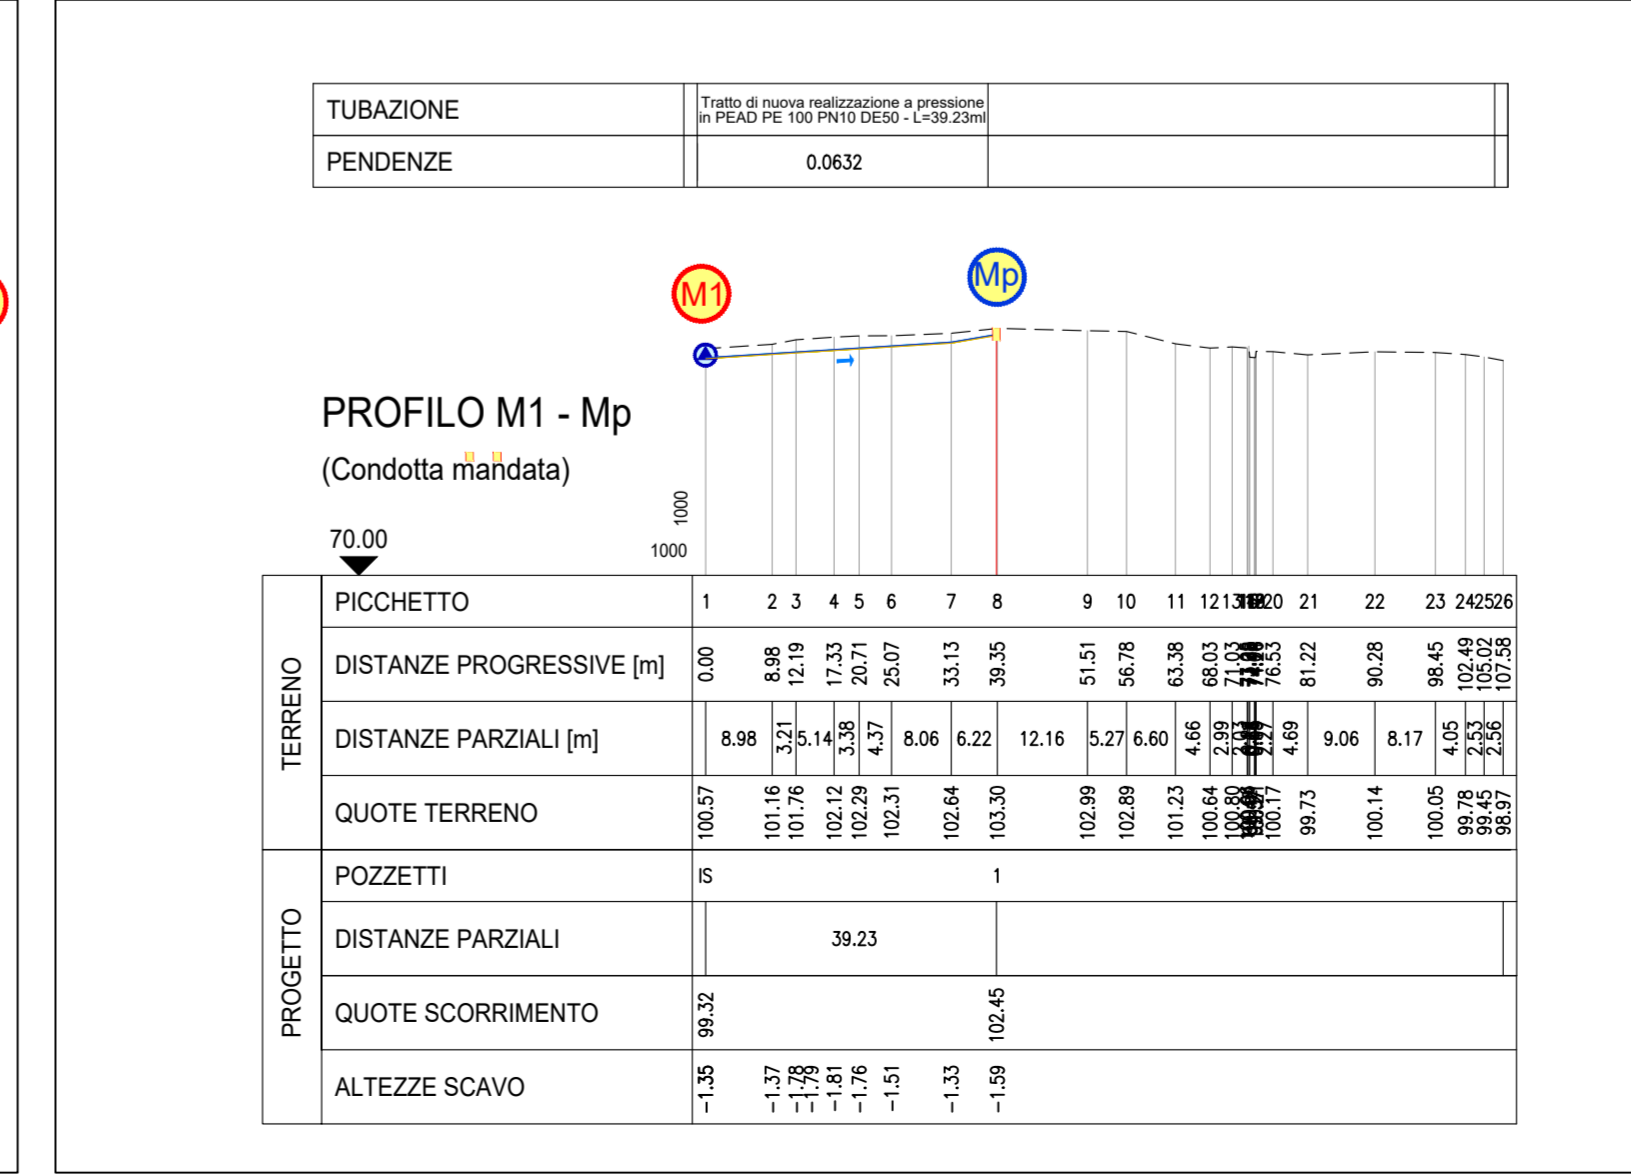 TUBAZIONE
Tratto di nuova realizzazione a pressione
in PEAD PE 100 PN10 DE50 - L=39.23ml
PENDENZE
0.0632
M1
Mp
PROFILO M1 - Mp
(Condotta mandata)
70.00
1000
1000
TERRENO
PICCHETTO
1 2 3 4 5 6 7 8 9 10 11 12 13 20 21 22 23 24 25 26
DISTANZE PROGRESSIVE [m]
0.00 8.98 12.19 17.33 20.71 25.07 33.13 39.35 51.51 56.78 63.38 68.03 71.03 76.53 81.22 90.28 98.45 102.49 105.02 107.58
DISTANZE PARZIALI [m]
8.98 3.21 5.14 3.38 4.37 8.06 6.22 12.16 5.27 6.60 4.66 2.99 2.03 2.27 4.69 9.06 8.17 4.05 2.53 2.56
QUOTE TERRENO
100.57 101.16 101.76 102.12 102.29 102.31 102.64 103.30 102.99 102.89 101.23 100.64 100.80 100.17 99.73 100.14 100.05 99.78 99.45 98.97
PROGETTO
POZZETTI
IS 1
DISTANZE PARZIALI
39.23
QUOTE SCORRIMENTO
99.32 102.45
ALTEZZE SCAVO
-1.35 -1.37 -1.78 -1.79 -1.81 -1.76 -1.51 -1.33 -1.59